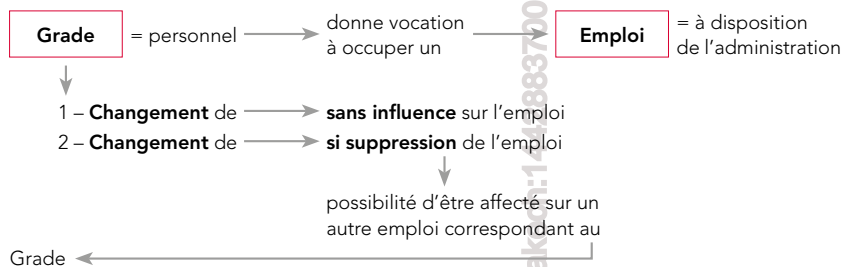 Grade = personnel donne vocation Emploi = à disposition
à occuper un de l'administration
1 – Changement de sans influence sur l'emploi
2 – Changement de si suppression de l'emploi
possibilité d'être affecté sur un
autre emploi correspondant au
Grade